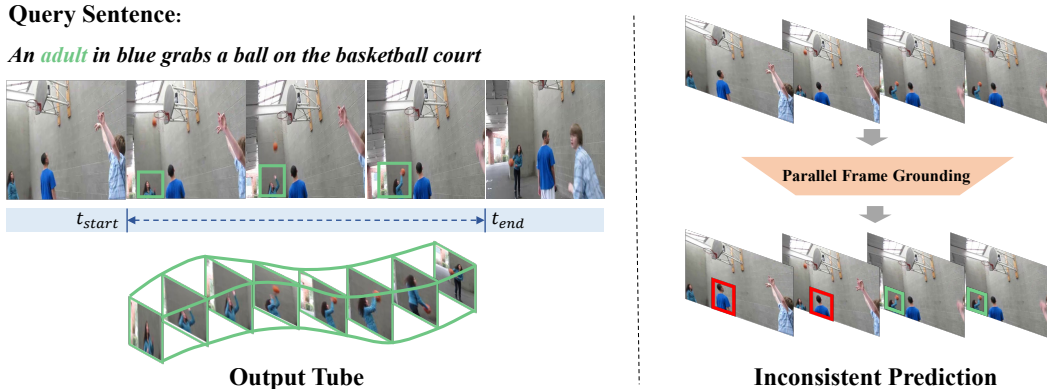 Query Sentence:
An adult in blue grabs a ball on the basketball court
t_start
t_end
Output Tube
Parallel Frame Grounding
Inconsistent Prediction